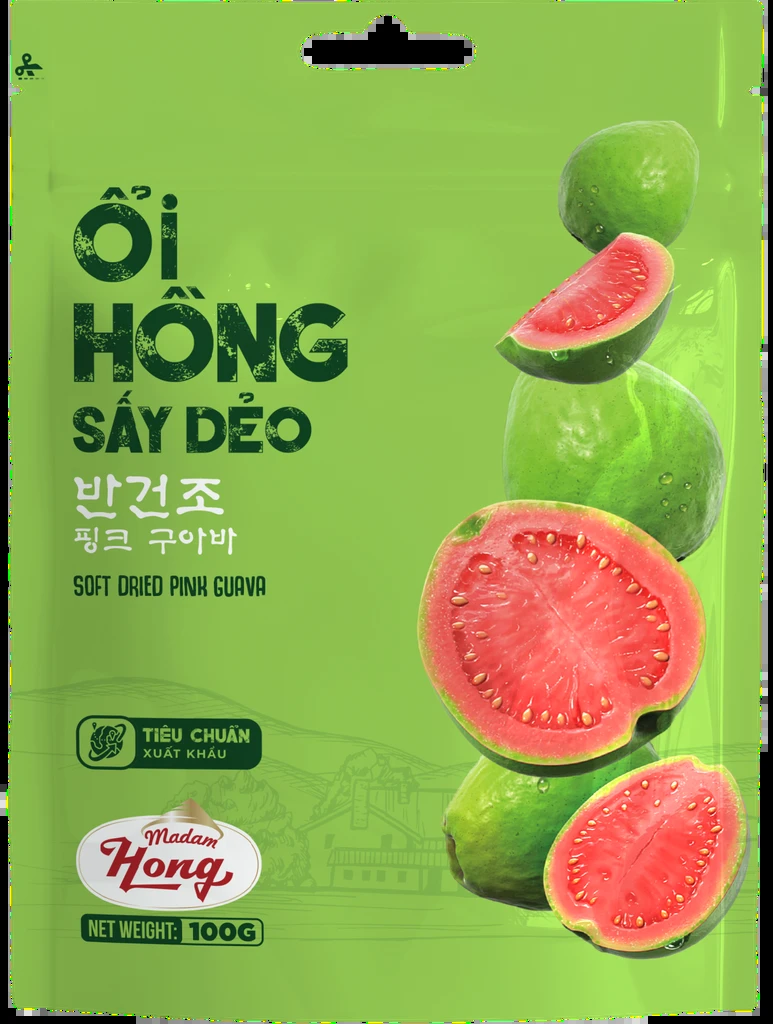 ỔI
HỒNG
SẤY DẺO
반건조
핑크 구아바
SOFT DRIED PINK GUAVA
TIÊU CHUẨN
XUẤT KHẨU
Madam
Hong
NET WEIGHT: 100G